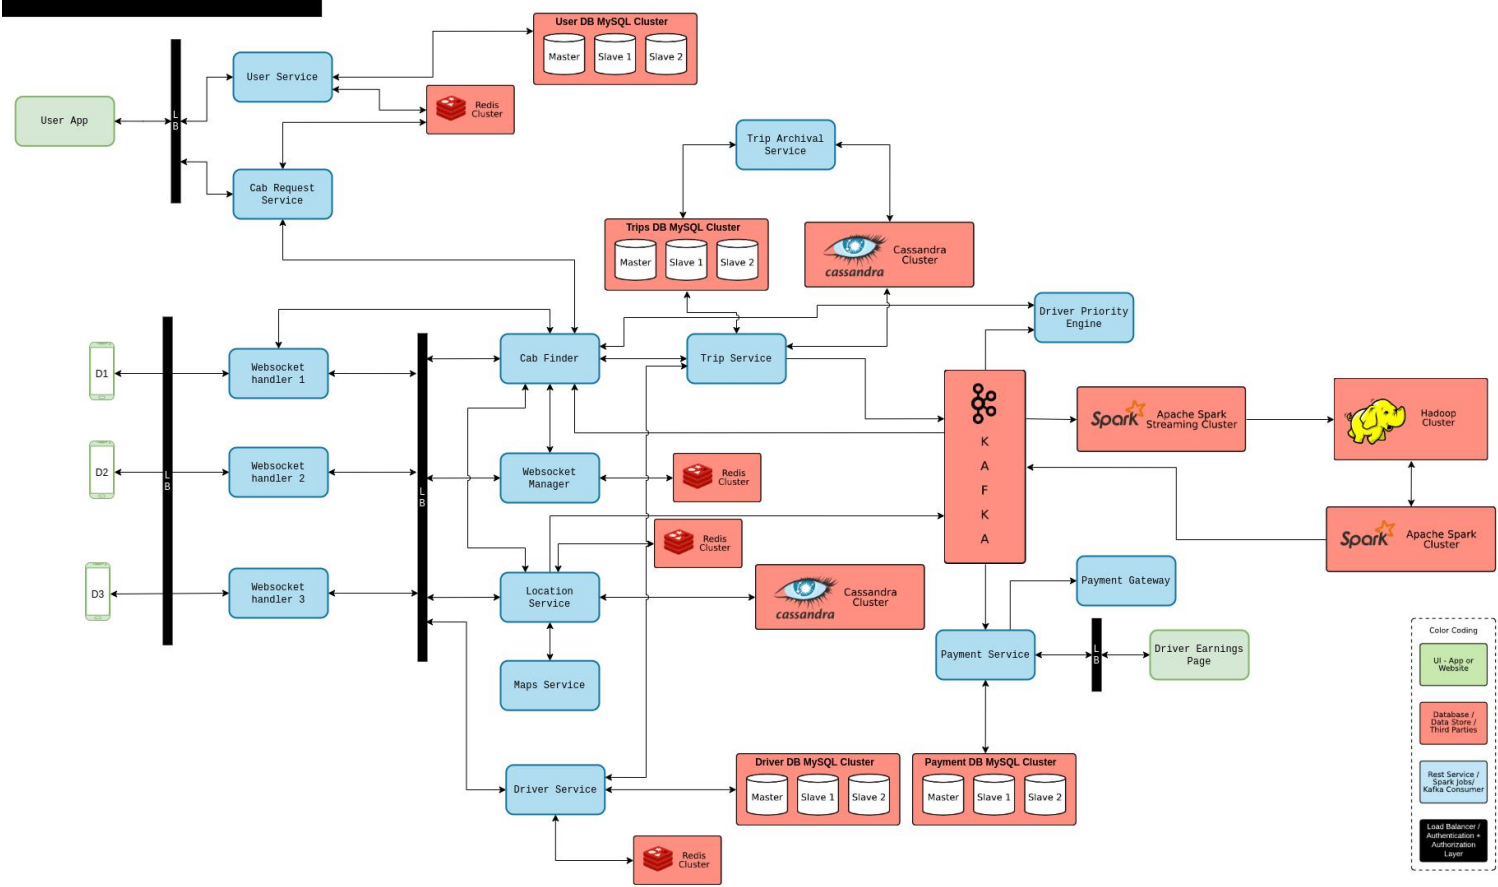 User DB MySQL Cluster
Master
Slave 1
Slave 2
User Service
User App
L
B
Redis
Cluster
Cab Request
Service
Trip Archival
Service
Trips DB MySQL Cluster
Master
Slave 1
Slave 2
cassandra
Cassandra
Cluster
Driver Priority
Engine
D1
Websocket
handler 1
Cab Finder
Trip Service
K
A
F
K
A
Spark
Apache Spark
Streaming Cluster
Hadoop
Cluster
D2
L
B
Websocket
handler 2
L
B
Websocket
Manager
Redis
Cluster
Redis
Cluster
Spark
Apache Spark
Cluster
D3
Websocket
handler 3
Location
Service
cassandra
Cassandra
Cluster
Payment Gateway
Maps Service
Payment Service
L
B
Driver Earnings
Page
Driver Service
Driver DB MySQL Cluster
Master
Slave 1
Slave 2
Payment DB MySQL Cluster
Master
Slave 1
Slave 2
Redis
Cluster
Color Coding
UI - App or
Website
Database /
Data Store /
Third Parties
Rest Service /
Spark Jobs/
Kafka Consumer
Load Balancer /
Authentication +
Authorization
Layer